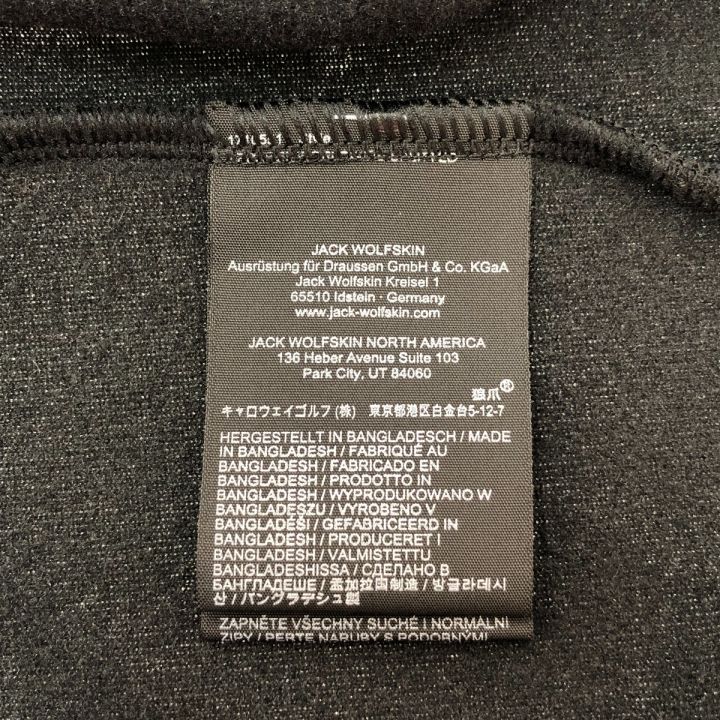 JACK WOLFSKIN
Ausrüstung für Draussen GmbH & Co. KGaA
Jack Wolfskin Kreisel 1
65510 Idstein · Germany
www.jack-wolfskin.com
JACK WOLFSKIN NORTH AMERICA
136 Heber Avenue Suite 103
Park City, UT 84060
狼爪®
キャロウェイゴルフ(株) 東京都港区白金台5-12-7
HERGESTELLT IN BANGLADESCH / MADE
IN BANGLADESH / FABRIQUÉ AU
BANGLADESH / FABRICADO EN
BANGLADESH / PRODOTTO IN
BANGLADESH / WYPRODUKOWANO W
BANGLADESZU / VYROBENO V
BANGLADÉŠI / GEFABRICEERD IN
BANGLADESH / PRODUCERET I
BANGLADESH / VALMISTETTU
BANGLADESHISSA / СДЕЛАНО В
БАНГЛАДЕШЕ / 孟加拉国制造 / 방글라데시
산 / バングラデシュ製
ZAPNĚTE VŠECHNY SUCHÉ I NORMÁLNÍ
ZIPY / PERTE NARUBY S PODOBNÝMI